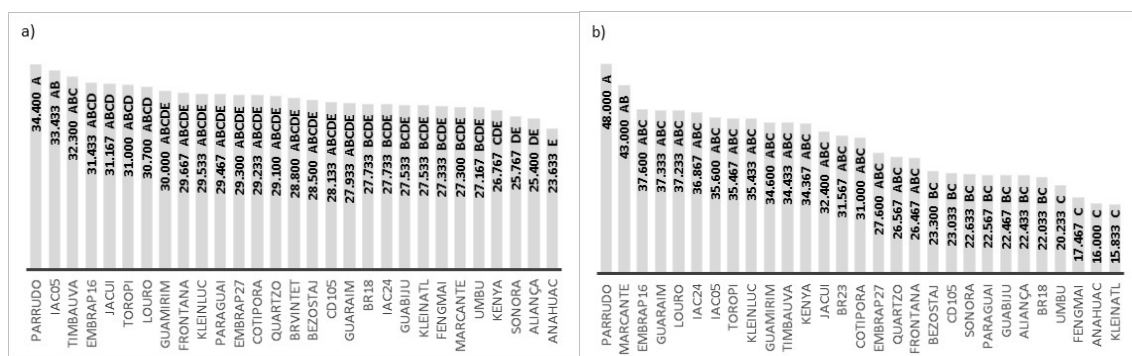 a)
34.400 A
33.433 AB
32.300 ABC
31.433 ABCD
31.167 ABCD
31.000 ABCD
30.700 ABCD
30.000 ABCDE
29.667 ABCDE
29.533 ABCDE
29.467 ABCDE
29.300 ABCDE
29.233 ABCDE
29.100 ABCDE
28.800 ABCDE
28.500 ABCDE
28.133 BCDE
27.933 BCDE
27.733 BCDE
27.733 BCDE
27.533 BCDE
27.533 BCDE
27.333 BCDE
27.300 BCDE
27.167 BCDE
26.767 CDE
25.767 DE
25.400 DE
23.633 E
PARRUDO
IAC05
TIMBAUVA
EMBRAP16
JACUI
TOROPI
LOURO
GUAMIRIM
FRONTANA
KLEINLUC
PARAGUAI
EMBRAP27
COTIPORA
QUARTZO
BRVINTET
BEZOSTAJ
CD105
GUARAIM
BR18
IAC24
GUABIJU
KLEINATL
FENGMAI
MARCANTE
UMBU
KENYA
SONORA
ALIANÇA
ANAHUAC
b)
48.000 A
43.000 AB
37.600 ABC
37.333 ABC
37.233 ABC
36.867 ABC
35.600 ABC
35.467 ABC
35.433 ABC
34.600 ABC
34.433 ABC
34.367 ABC
32.400 ABC
31.567 ABC
31.000 ABC
27.600 ABC
26.567 ABC
26.467 ABC
23.300 BC
23.033 BC
22.633 BC
22.567 BC
22.467 BC
22.433 BC
22.033 BC
20.233 C
17.467 C
16.000 C
15.833 C
PARRUDO
MARCANTE
EMBRAP16
GUARAIM
LOURO
IAC24
IAC05
TOROPI
KLEINLUC
GUAMIRIM
TIMBAUVA
KENYA
JACUI
BR23
COTIPORA
EMBRAP27
QUARTZO
FRONTANA
BEZOSTAJ
CD105
SONORA
PARAGUAI
GUABIJU
ALIANÇA
BR18
UMBU
FENGMAI
ANAHUAC
KLEINATL